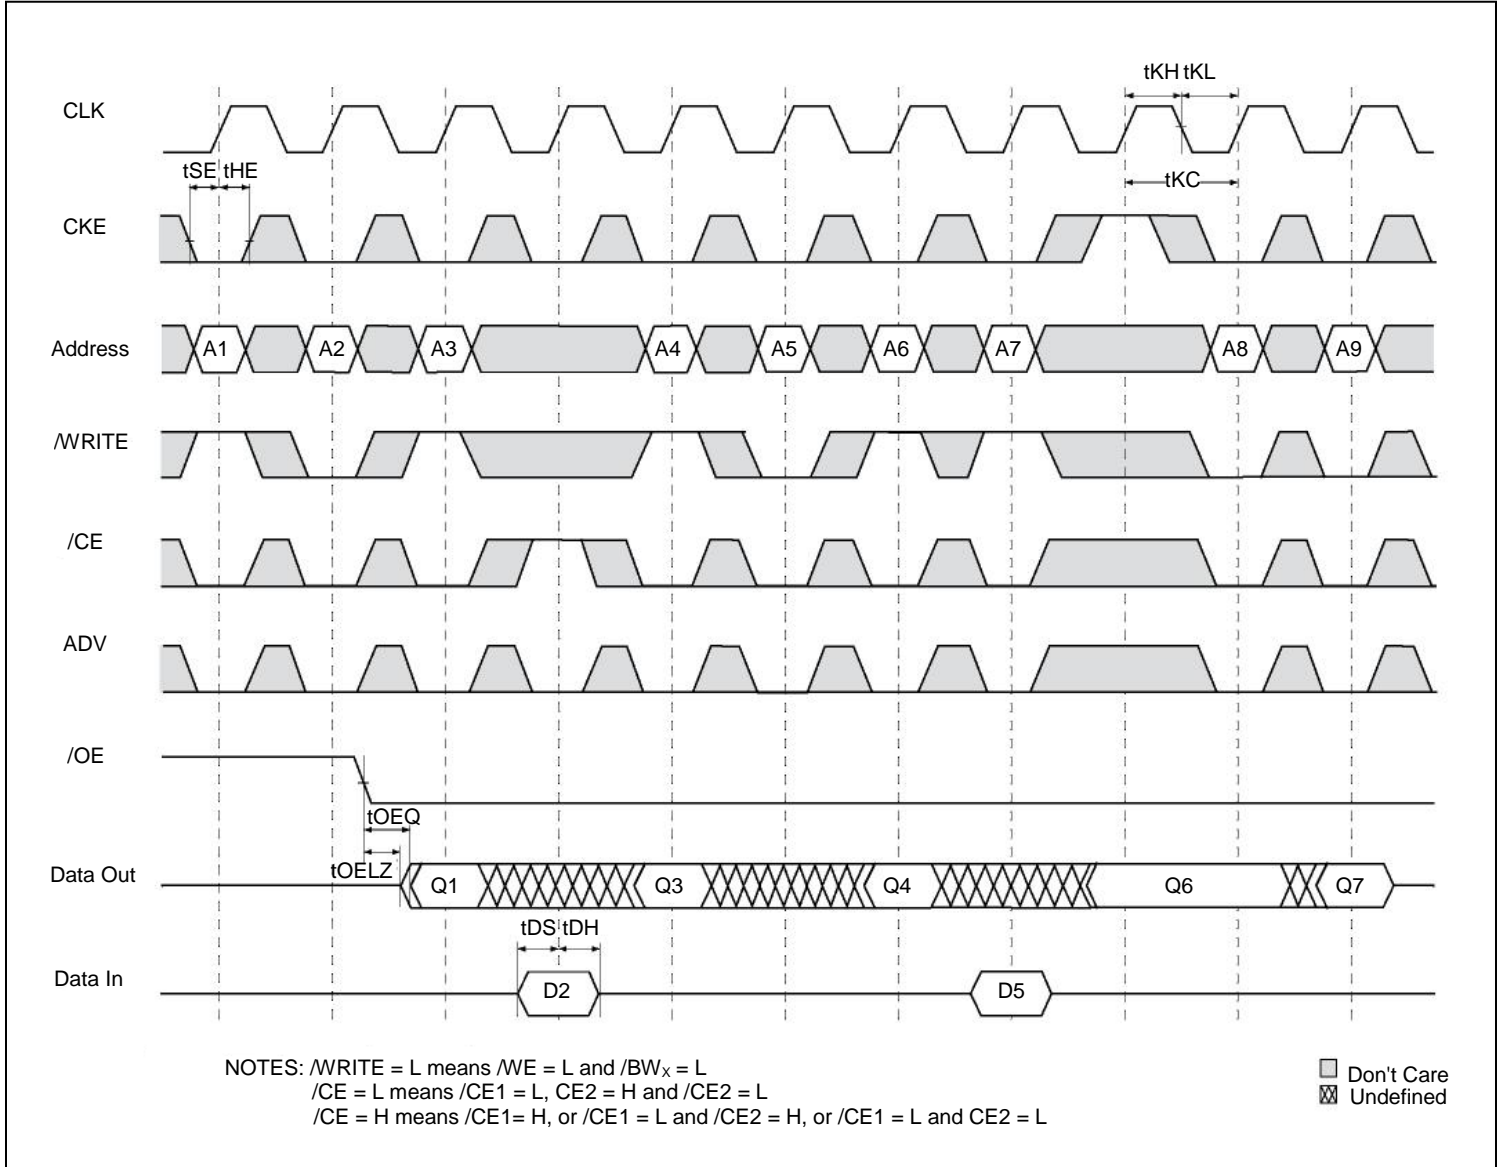 tKH tKL
CLK
tSE tHE
tKC
CKE
Address A1 A2 A3 A4 A5 A6 A7 A8 A9
/WRITE
/CE
ADV
/OE
tOEQ
tOELZ
Data Out Q1 Q3 Q4 Q6 Q7
tDS tDH
Data In D2 D5
NOTES: /WRITE = L means /WE = L and /BWX = L
/CE = L means /CE1 = L, CE2 = H and /CE2 = L
/CE = H means /CE1= H, or /CE1 = L and /CE2 = H, or /CE1 = L and CE2 = L
Don't Care
Undefined